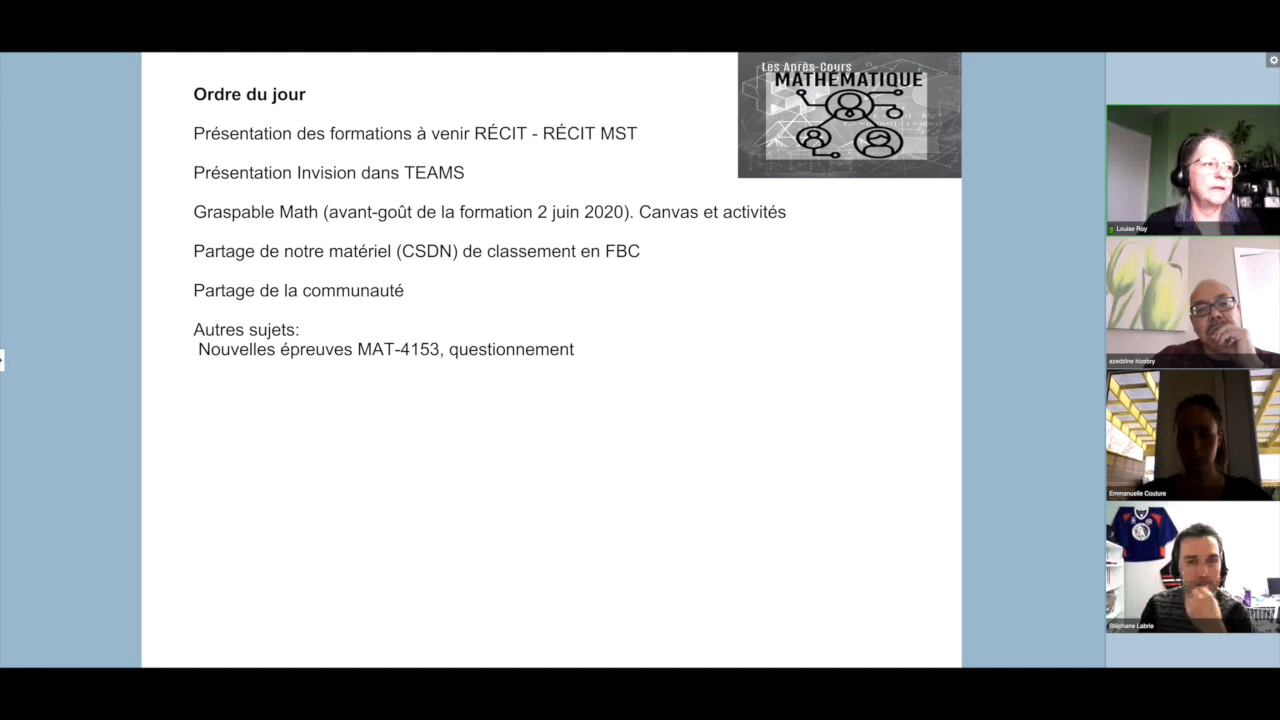 Ordre du jour
Présentation des formations à venir RÉCIT - RÉCIT MST
Présentation Invision dans TEAMS
Graspable Math (avant-goût de la formation 2 juin 2020). Canvas et activités
Partage de notre matériel (CSDN) de classement en FBC
Partage de la communauté
Autres sujets:
Nouvelles épreuves MAT-4153, questionnement
Les Après-Cours
MATHEMATIQUE
Louise Roy
azeddine hizebry
Emmanuelle Couture
Stéphane Labrie